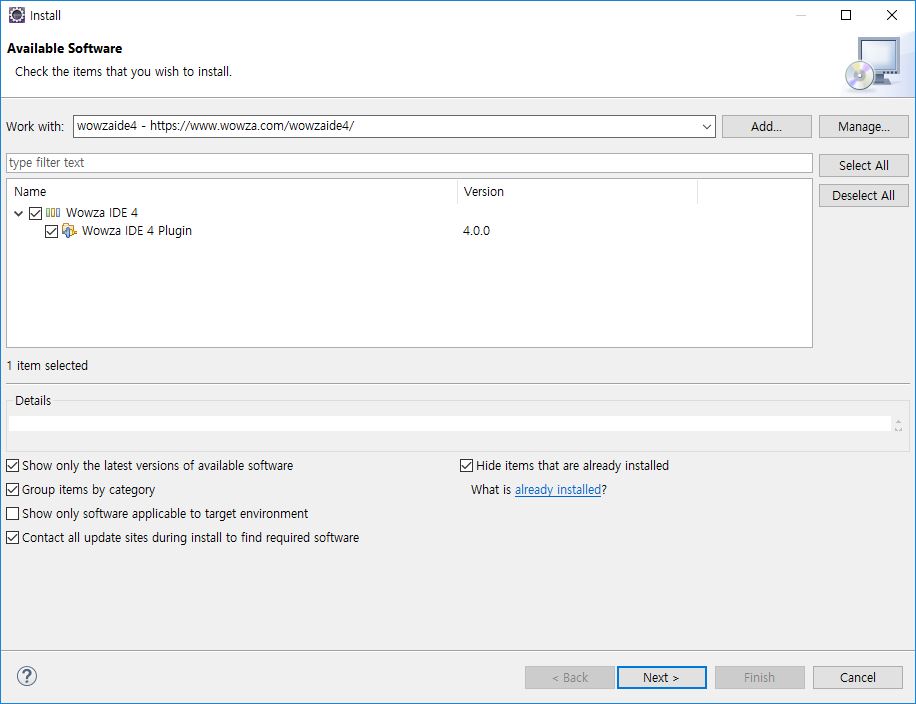 Install
Available Software
Check the items that you wish to install.
Work with: wowzaide4 - https://www.wowza.com/wowzaide4/ Add... Manage...
type filter text Select All
Deselect All
Name Version
Wowza IDE 4
Wowza IDE 4 Plugin 4.0.0
1 item selected
Details
Show only the latest versions of available software Hide items that are already installed
Group items by category What is already installed?
Show only software applicable to target environment
Contact all update sites during install to find required software
? < Back Next > Finish Cancel